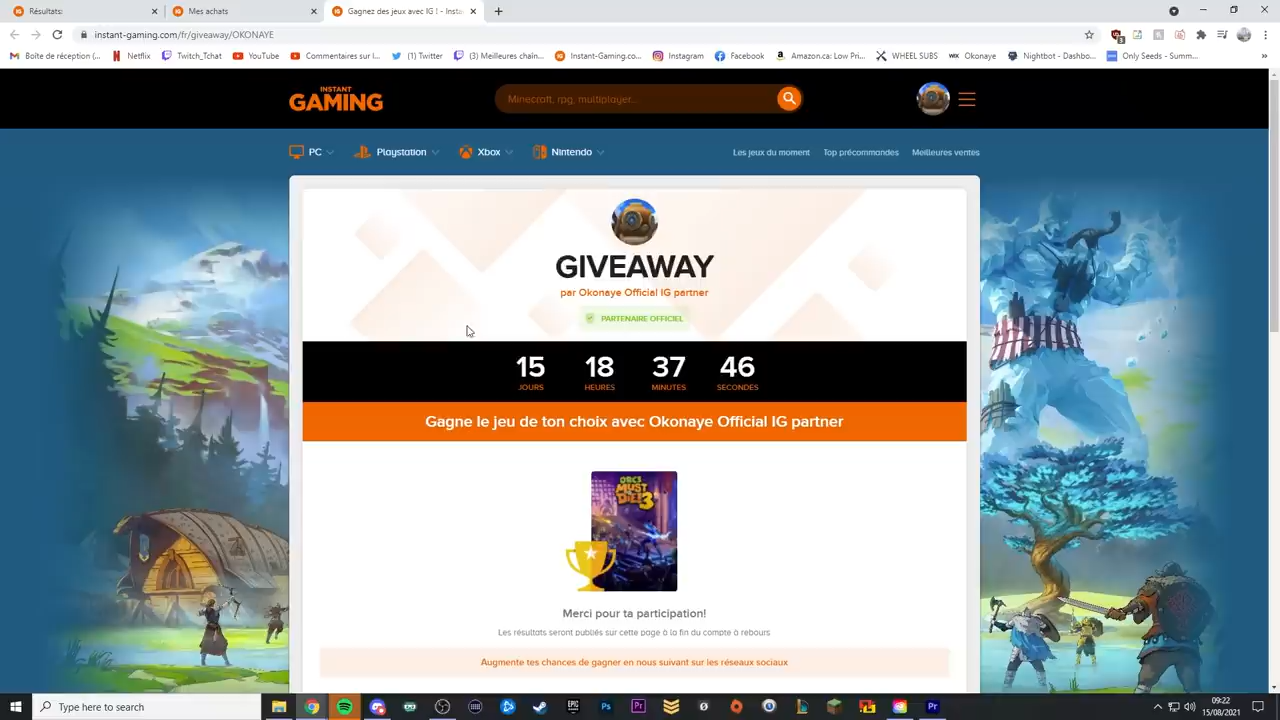 Résultats:
Mes achats
Gagnez des jeux avec IG ! - Insta
instant-gaming.com/fr/giveaway/OKONAYE
Boîte de réception (...
Netflix
Twitch_Tchat
YouTube
Commentaires sur l...
(1) Twitter
(3) Meilleures chaîn...
Instant-Gaming.co...
Instagram
Facebook
Amazon.ca: Low Pri...
WHEEL SUBS
WIX Okonaye
Nightbot - Dashbo...
Only Seeds - Summ...
INSTANT
GAMING
Minecraft, rpg, multiplayer...
PC
Playstation
Xbox
Nintendo
Les jeux du moment
Top précommandes
Meilleures ventes
GIVEAWAY
par Okonaye Official IG partner
PARTENAIRE OFFICIEL
15 18 37 46
JOURS HEURES MINUTES SECONDES
Gagne le jeu de ton choix avec Okonaye Official IG partner
ORCS
MUST
DIE! 3
Merci pour ta participation!
Les résultats seront publiés sur cette page à la fin du compte à rebours
Augmente tes chances de gagner en nous suivant sur les réseaux sociaux
Type here to search
EPIC
Ps
Pr
Pr
09:22
15/08/2021